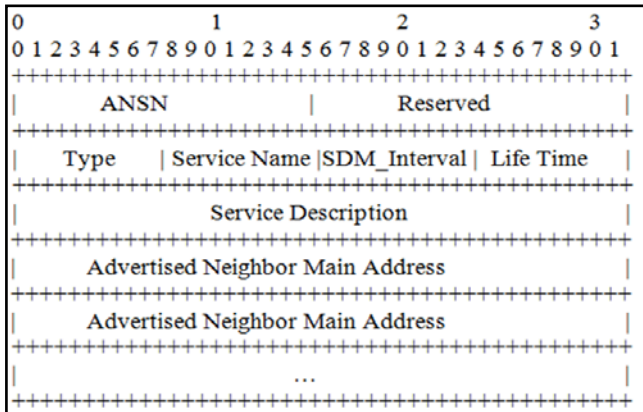 0 1 2 3
0 1 2 3 4 5 6 7 8 9 0 1 2 3 4 5 6 7 8 9 0 1 2 3 4 5 6 7 8 9 0 1
+++++++++++++++++++++++++++++++++++++++++++++
| ANSN | Reserved |
+++++++++++++++++++++++++++++++++++++++++++++
| Type | Service Name |SDM_Interval | Life Time |
+++++++++++++++++++++++++++++++++++++++++++++
| Service Description |
+++++++++++++++++++++++++++++++++++++++++++++
| Advertised Neighbor Main Address |
+++++++++++++++++++++++++++++++++++++++++++++
| Advertised Neighbor Main Address |
+++++++++++++++++++++++++++++++++++++++++++++
| ... |
+++++++++++++++++++++++++++++++++++++++++++++